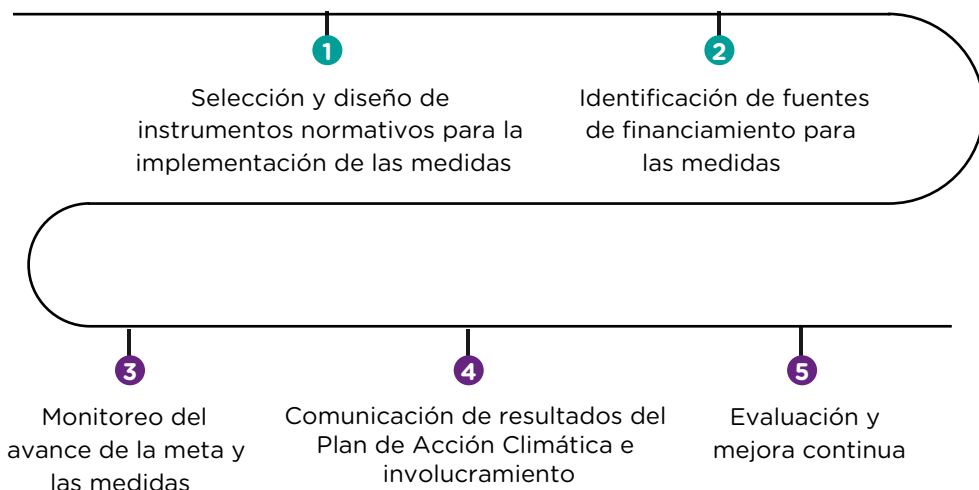 1
Selección y diseño de
instrumentos normativos para la
implementación de las medidas
2
Identificación de fuentes
de financiamiento para
las medidas
3
Monitoreo del
avance de la meta y
las medidas
4
Comunicación de resultados del
Plan de Acción Climática e
involucramiento
5
Evaluación y
mejora continua